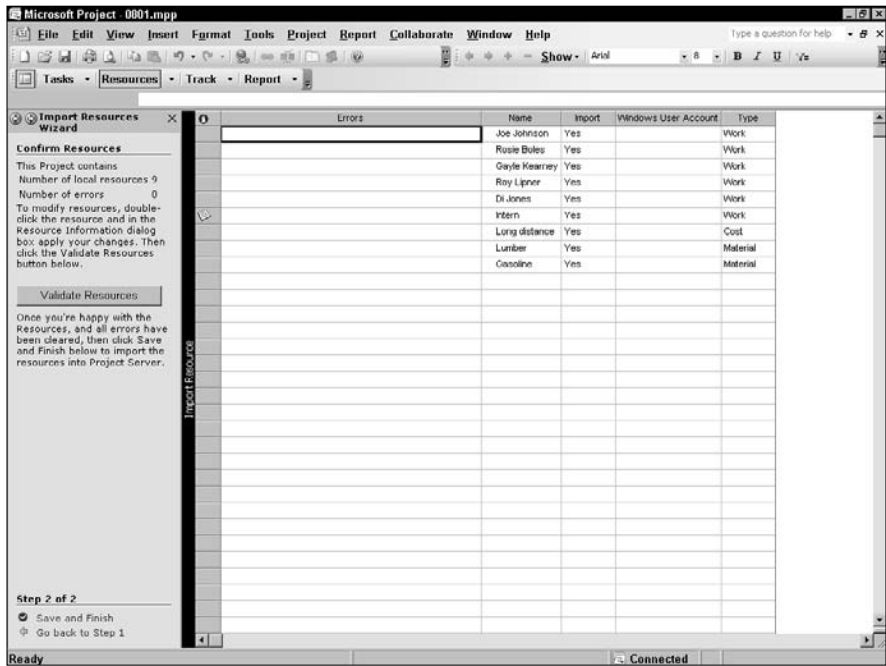 Microsoft Project - 0001.mpp
File Edit View Insert Format Tools Project Report Collaborate Window Help
Type a question for help
Show
Arial
8
B I U
Tasks Resources Track Report
Import Resources Wizard
Confirm Resources
This Project contains
Number of local resources 9
Number of errors 0
To modify resources, double-
click the resource and in the
Resource Information dialog
box apply your changes. Then
click the Validate Resources
button below.
Validate Resources
Once you're happy with the
Resources, and all errors have
been cleared, then click Save
and Finish below to import the
resources into Project Server.
Step 2 of 2
Save and Finish
Go back to Step 1
Import Resource
Errors Name Import Windows User Account Type
Joe Johnson Yes Work
Rosie Boles Yes Work
Gayle Kearney Yes Work
Roy Lipner Yes Work
Di Jones Yes Work
Intern Yes Work
Long distance Yes Cost
Lumber Yes Material
Gasoline Yes Material
Ready
Connected